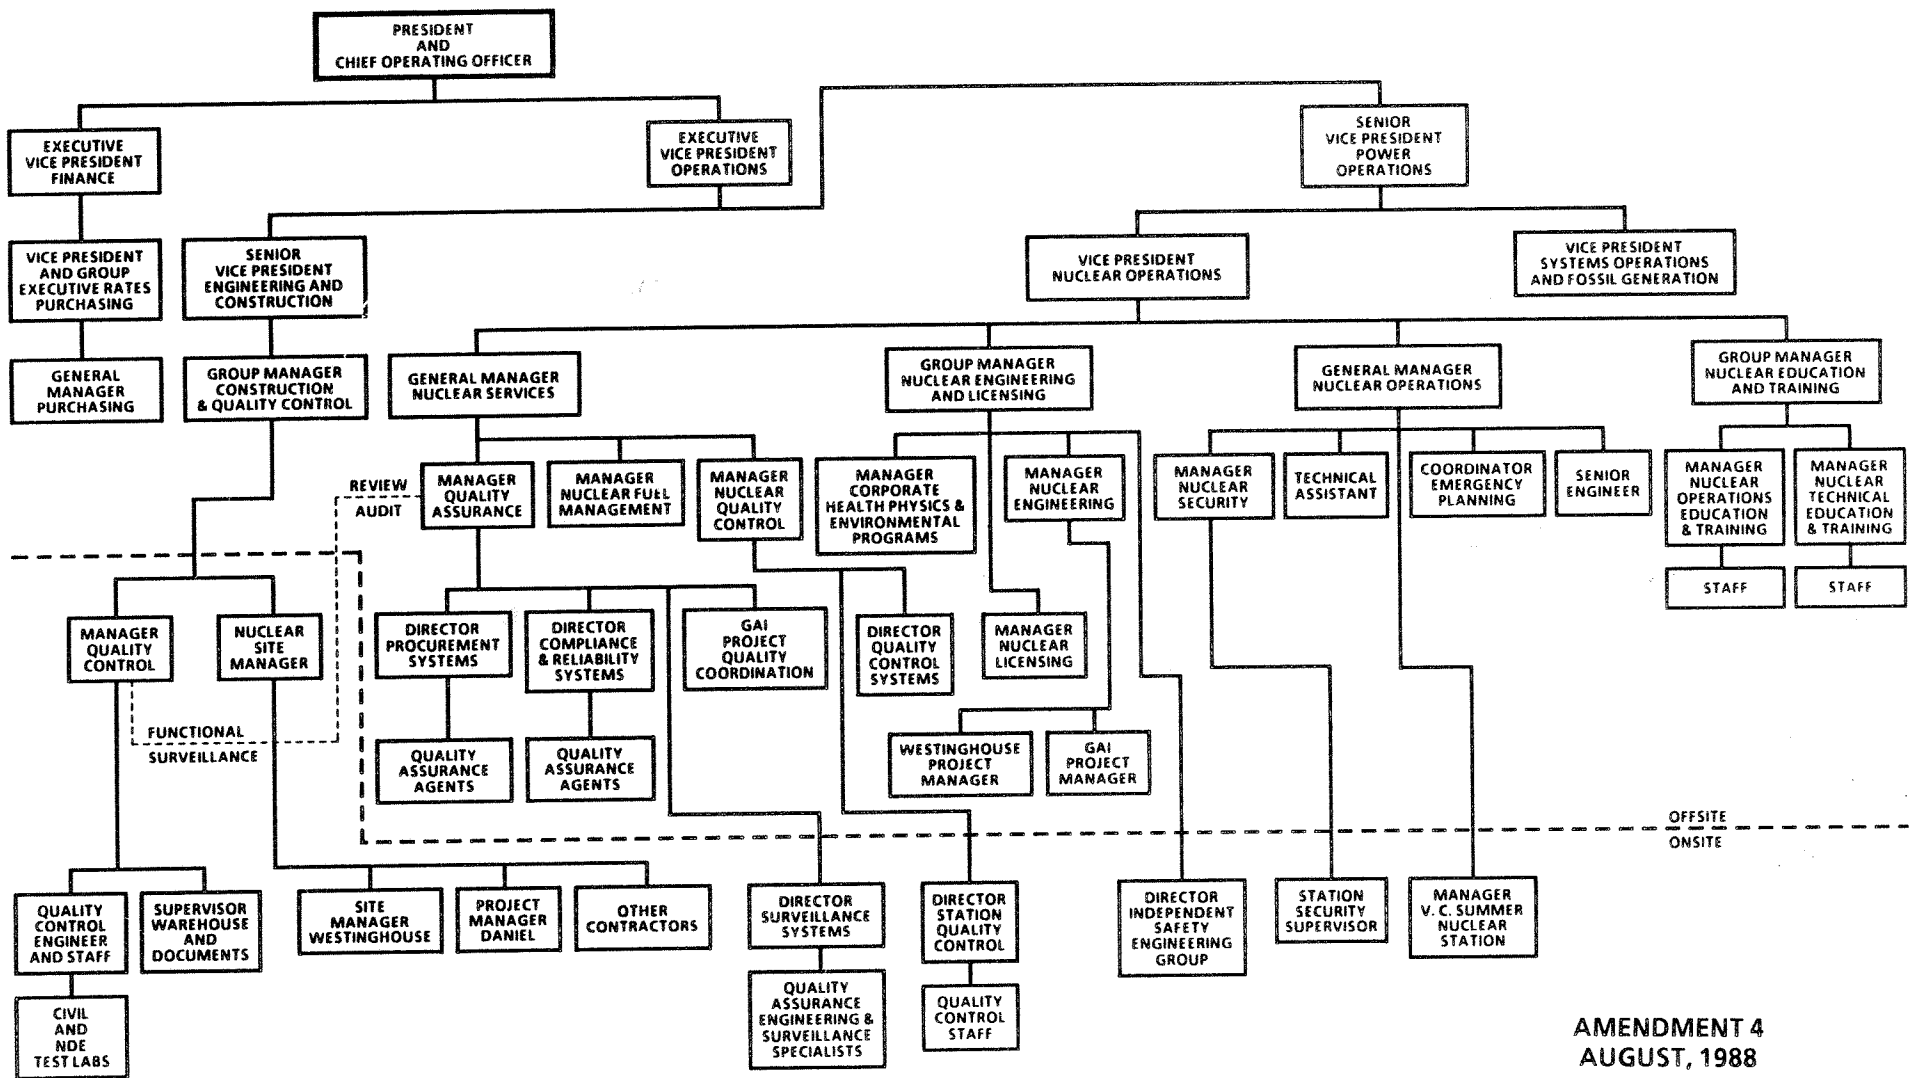 PRESIDENT
AND
CHIEF OPERATING OFFICER
EXECUTIVE
VICE PRESIDENT
FINANCE
EXECUTIVE
VICE PRESIDENT
OPERATIONS
SENIOR
VICE PRESIDENT
POWER
OPERATIONS
VICE PRESIDENT
AND GROUP
EXECUTIVE RATES
PURCHASING
SENIOR
VICE PRESIDENT
ENGINEERING AND
CONSTRUCTION
VICE PRESIDENT
NUCLEAR OPERATIONS
VICE PRESIDENT
SYSTEMS OPERATIONS
AND FOSSIL GENERATION
GENERAL
MANAGER
PURCHASING
GROUP MANAGER
CONSTRUCTION
& QUALITY CONTROL
GENERAL MANAGER
NUCLEAR SERVICES
GROUP MANAGER
NUCLEAR ENGINEERING
AND LICENSING
GENERAL MANAGER
NUCLEAR OPERATIONS
GROUP MANAGER
NUCLEAR EDUCATION
AND TRAINING
REVIEW
AUDIT
MANAGER
QUALITY
ASSURANCE
MANAGER
NUCLEAR FUEL
MANAGEMENT
MANAGER
NUCLEAR
QUALITY
CONTROL
MANAGER
CORPORATE
HEALTH PHYSICS &
ENVIRONMENTAL
PROGRAMS
MANAGER
NUCLEAR
ENGINEERING
MANAGER
NUCLEAR
SECURITY
TECHNICAL
ASSISTANT
COORDINATOR
EMERGENCY
PLANNING
SENIOR
ENGINEER
MANAGER
NUCLEAR
OPERATIONS
EDUCATION
& TRAINING
MANAGER
NUCLEAR
TECHNICAL
EDUCATION
& TRAINING
STAFF
STAFF
MANAGER
QUALITY
CONTROL
NUCLEAR
SITE
MANAGER
DIRECTOR
PROCUREMENT
SYSTEMS
DIRECTOR
COMPLIANCE
& RELIABILITY
SYSTEMS
GAI
PROJECT
QUALITY
COORDINATION
DIRECTOR
QUALITY
CONTROL
SYSTEMS
MANAGER
NUCLEAR
LICENSING
FUNCTIONAL
SURVEILLANCE
QUALITY
ASSURANCE
AGENTS
QUALITY
ASSURANCE
AGENTS
WESTINGHOUSE
PROJECT
MANAGER
GAI
PROJECT
MANAGER
OFFSITE
ONSITE
QUALITY
CONTROL
ENGINEER
AND STAFF
SUPERVISOR
WAREHOUSE
AND
DOCUMENTS
SITE
MANAGER
WESTINGHOUSE
PROJECT
MANAGER
DANIEL
OTHER
CONTRACTORS
DIRECTOR
SURVEILLANCE
SYSTEMS
DIRECTOR
STATION
QUALITY
CONTROL
DIRECTOR
INDEPENDENT
SAFETY
ENGINEERING
GROUP
STATION
SECURITY
SUPERVISOR
MANAGER
V. C. SUMMER
NUCLEAR
STATION
CIVIL
AND
NDE
TEST LABS
QUALITY
ASSURANCE
ENGINEERING &
SURVEILLANCE
SPECIALISTS
QUALITY
CONTROL
STAFF
AMENDMENT 4
AUGUST, 1988